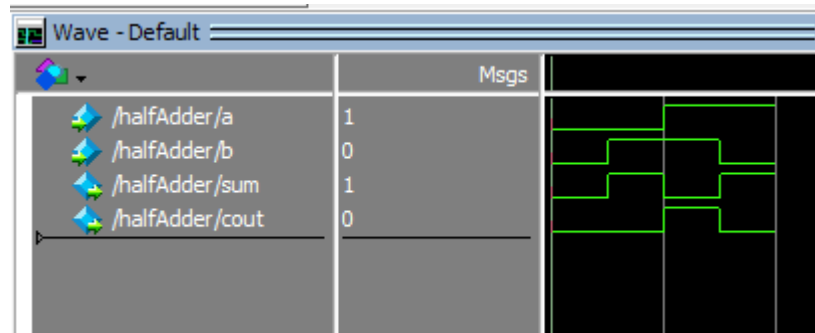 Wave - Default
Msgs
/halfAdder/a 1
/halfAdder/b 0
/halfAdder/sum 1
/halfAdder/cout 0